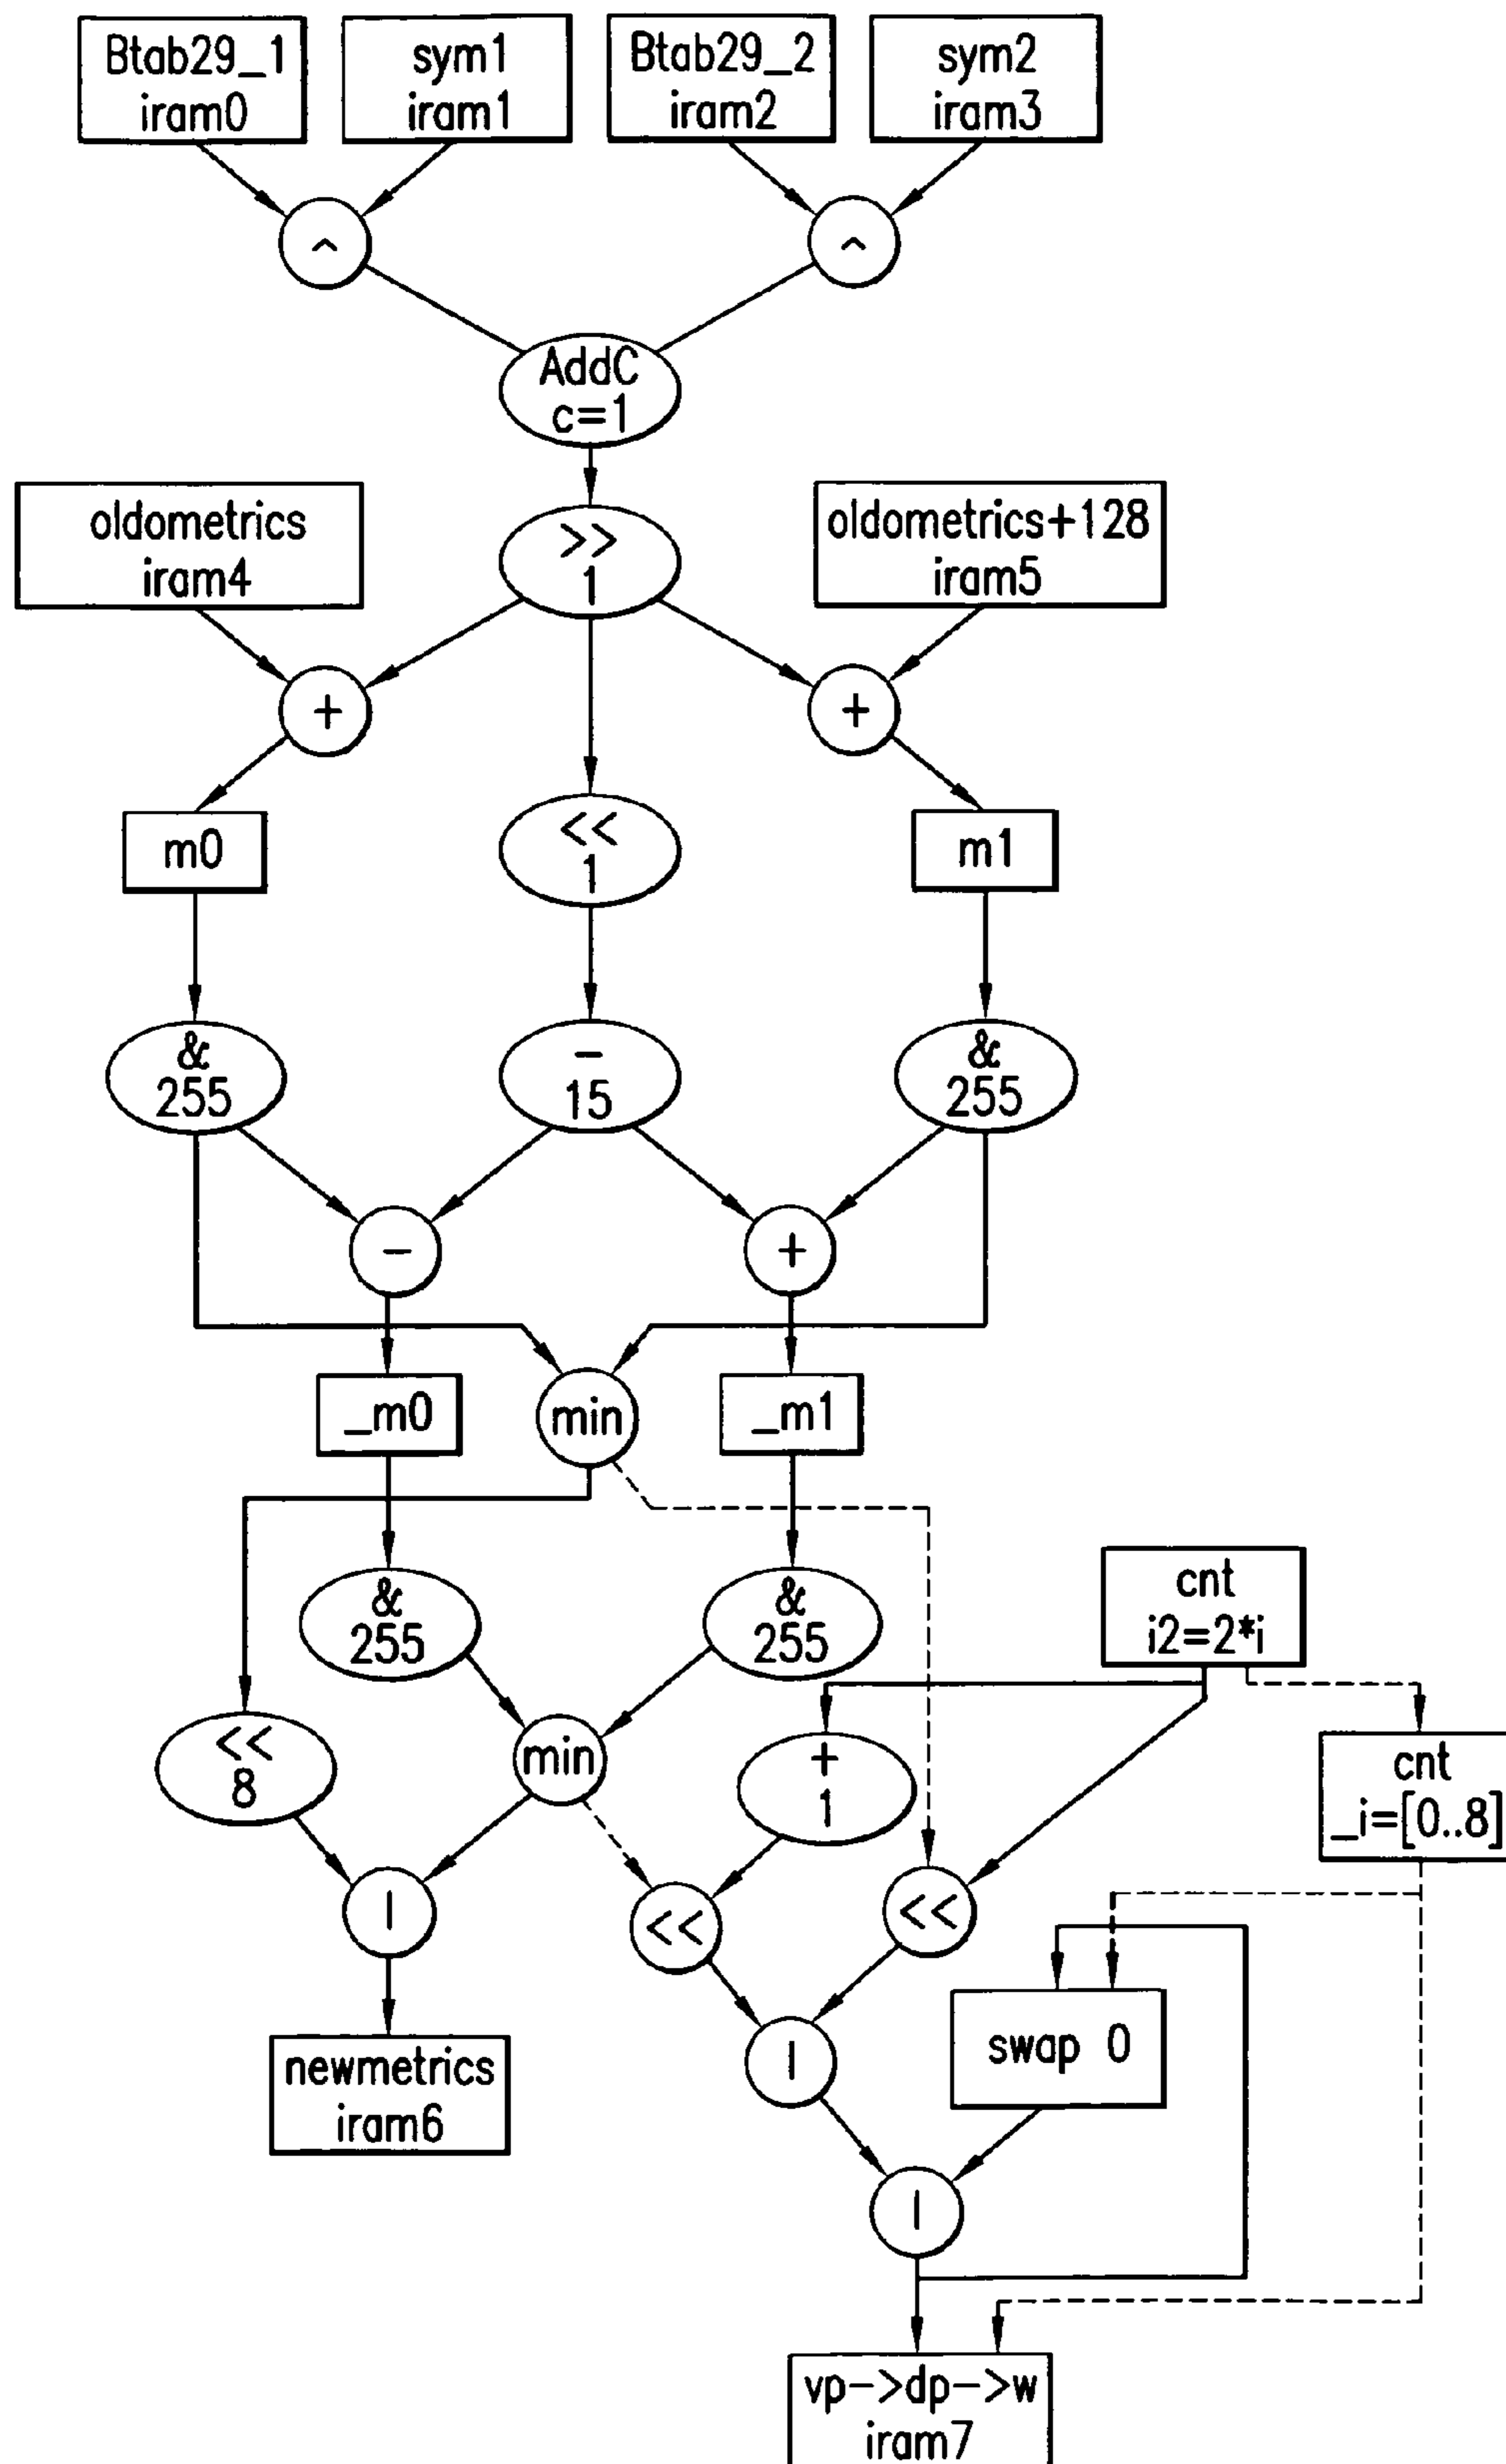 Btab29_1
iram0
sym1
iram1
Btab29_2
iram2
sym2
iram3
^
^
AddC
c=1
oldometrics
iram4
>>
1
oldometrics+128
iram5
+
+
m0
<<
1
m1
&
255
-
15
&
255
-
+
_m0
min
_m1
&
255
&
255
cnt
i2=2*i
<<
8
min
+
1
cnt
_i=[0..8]
|
<<
<<
newmetrics
iram6
|
swap 0
|
vp->dp->w
iram7